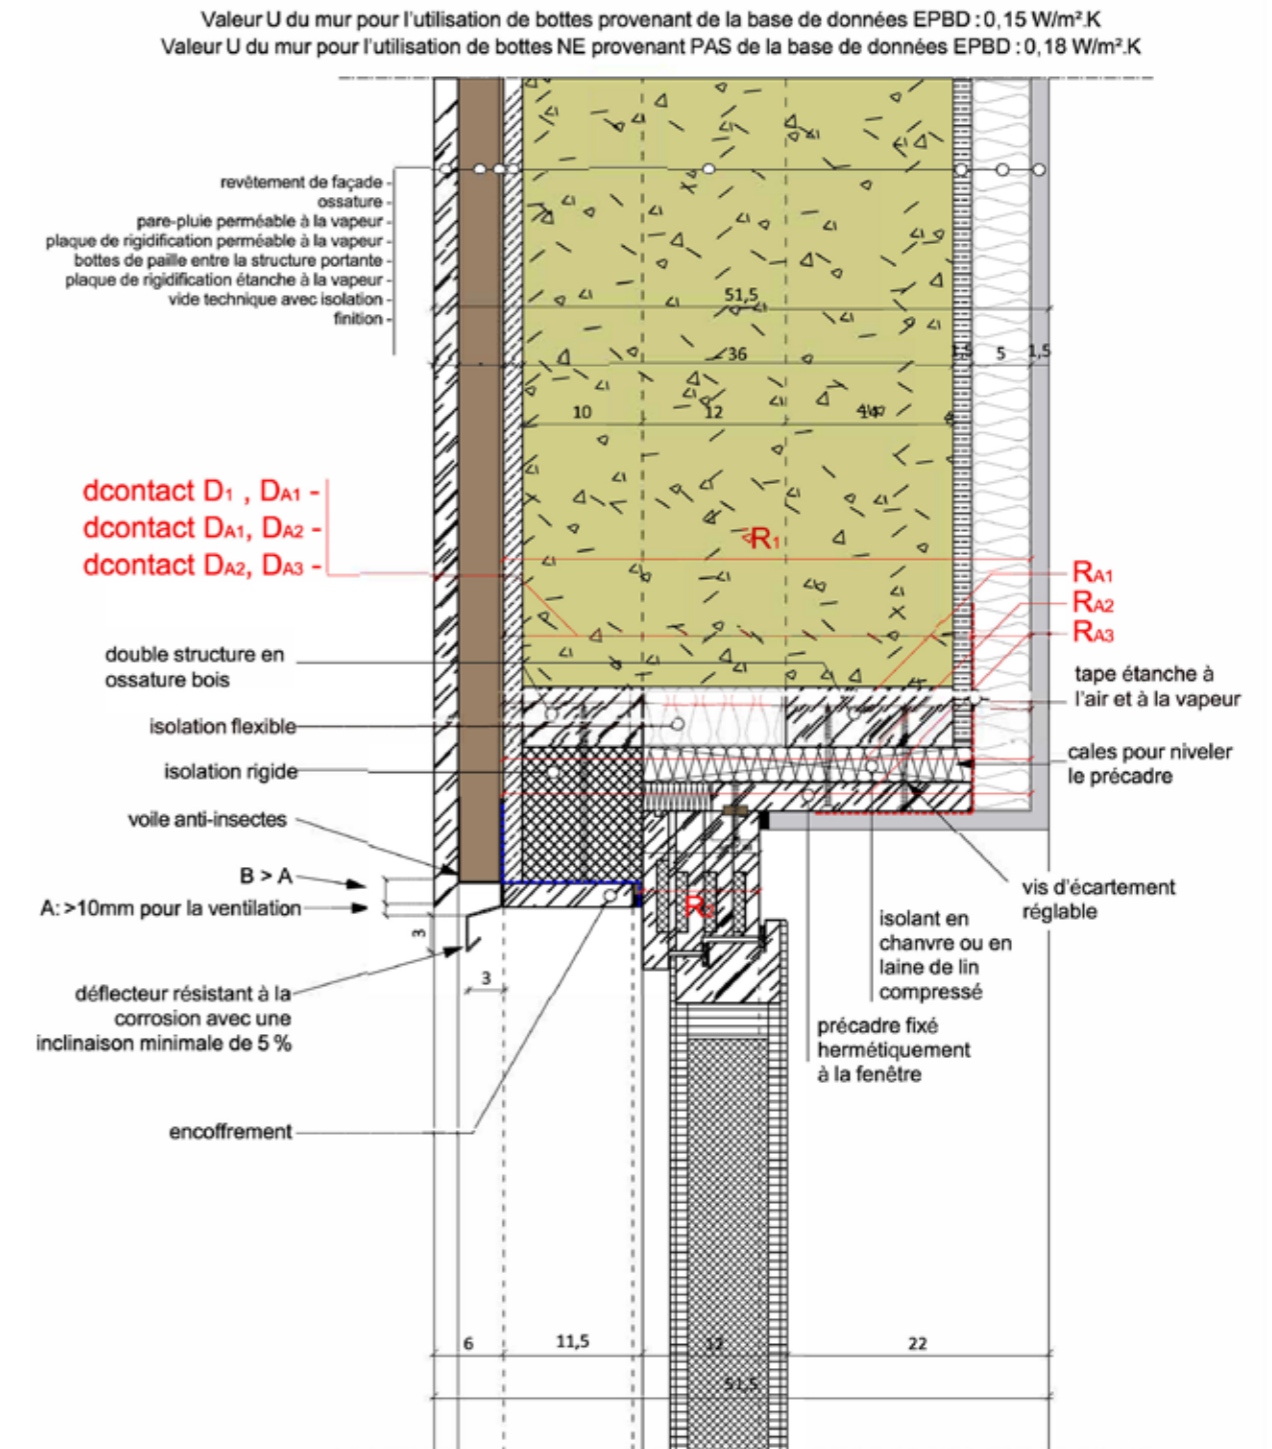 Valeur U du mur pour l'utilisation de bottes provenant de la base de données EPBD : 0,15 W/m².K
Valeur U du mur pour l'utilisation de bottes NE provenant PAS de la base de données EPBD : 0,18 W/m².K
revêtement de façade -
ossature -
pare-pluie perméable à la vapeur -
plaque de rigidification perméable à la vapeur -
bottes de paille entre la structure portante -
plaque de rigidification étanche à la vapeur -
vide technique avec isolation -
finition -
51,5
36
1,5
5
1,5
10
12
dcontact D1 , DA1 -
dcontact DA1, DA2 -
dcontact DA2, DA3 -
R1
RA1
RA2
RA3
double structure en
ossature bois
isolation flexible
isolation rigide
voile anti-insectes
B > A
A: >10mm pour la ventilation
3
3
déflecteur résistant à la
corrosion avec une
inclinaison minimale de 5 %
encoffrement
tape étanche à
l'air et à la vapeur
cales pour niveler
le précadre
vis d'écartement
réglable
isolant en
chanvre ou en
laine de lin
compressé
précadre fixé
hermétiquement
à la fenêtre
6
11,5
12
22
51,5